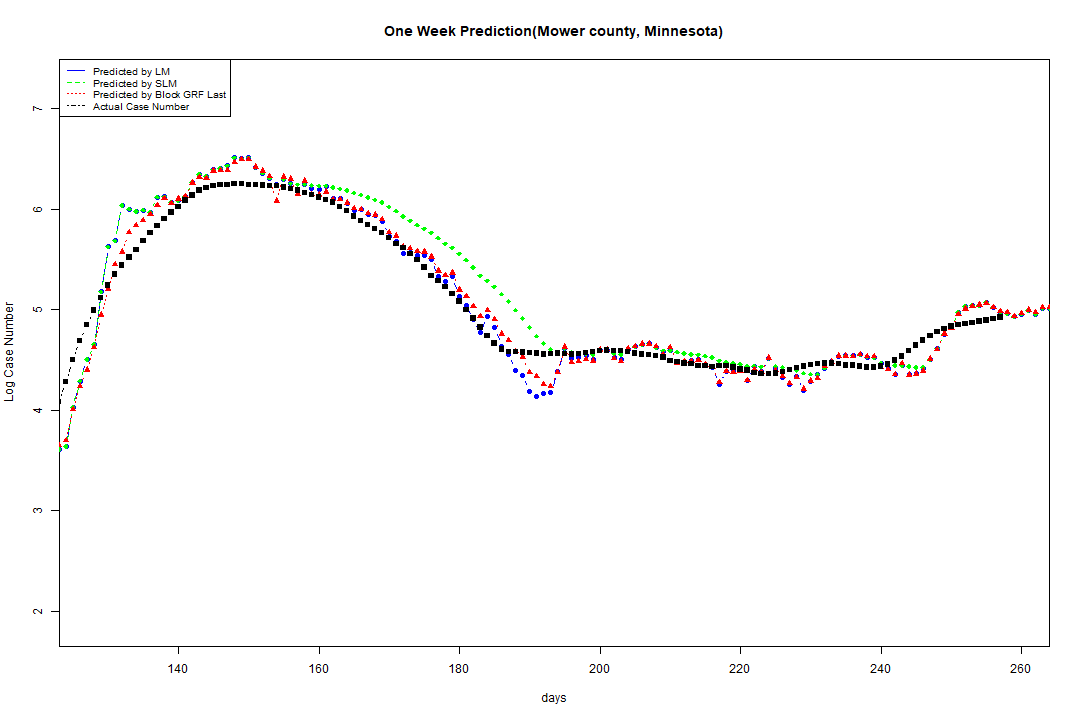 One Week Prediction(Mower county, Minnesota)
Predicted by LM
Predicted by SLM
Predicted by Block GRF Last
Actual Case Number
7
6
5
4
3
2
Log Case Number
140 160 180 200 220 240 260
days